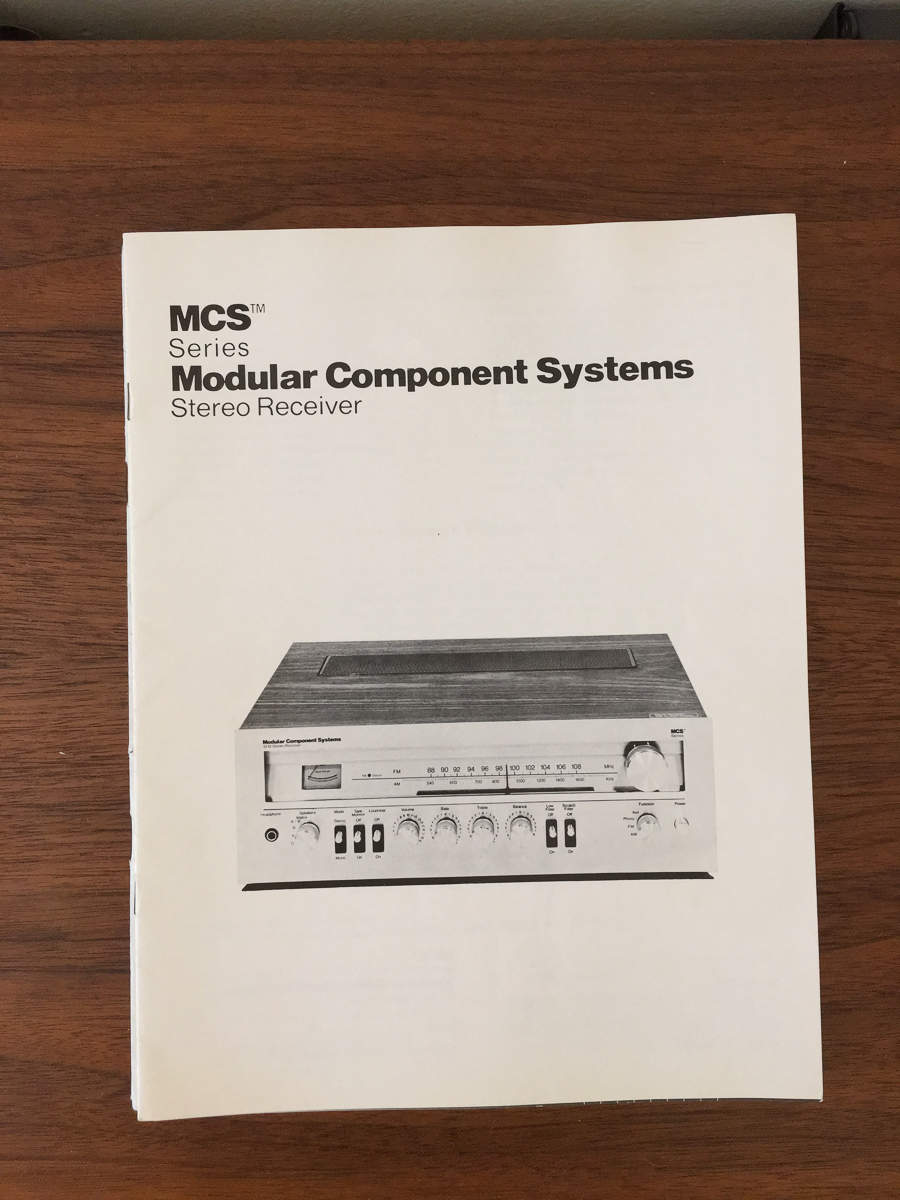 MCS™
Series
Modular Component Systems
Stereo Receiver
Modular Component Systems
MCS
Series
FM 88 90 92 94 96 98 100 102 104 106 108 MHz
AM 540 600 700 800 1000 1200 1400 1600 KHz
Headphone
Speakers
Mode
Stereo
Mono
Tape
Monitor
Off
On
Loudness
Off
On
Volume
Bass
Treble
Balance
Low
Filter
Off
On
Scratch
Filter
Off
On
Function
Aux
Phono
FM
AM
Power